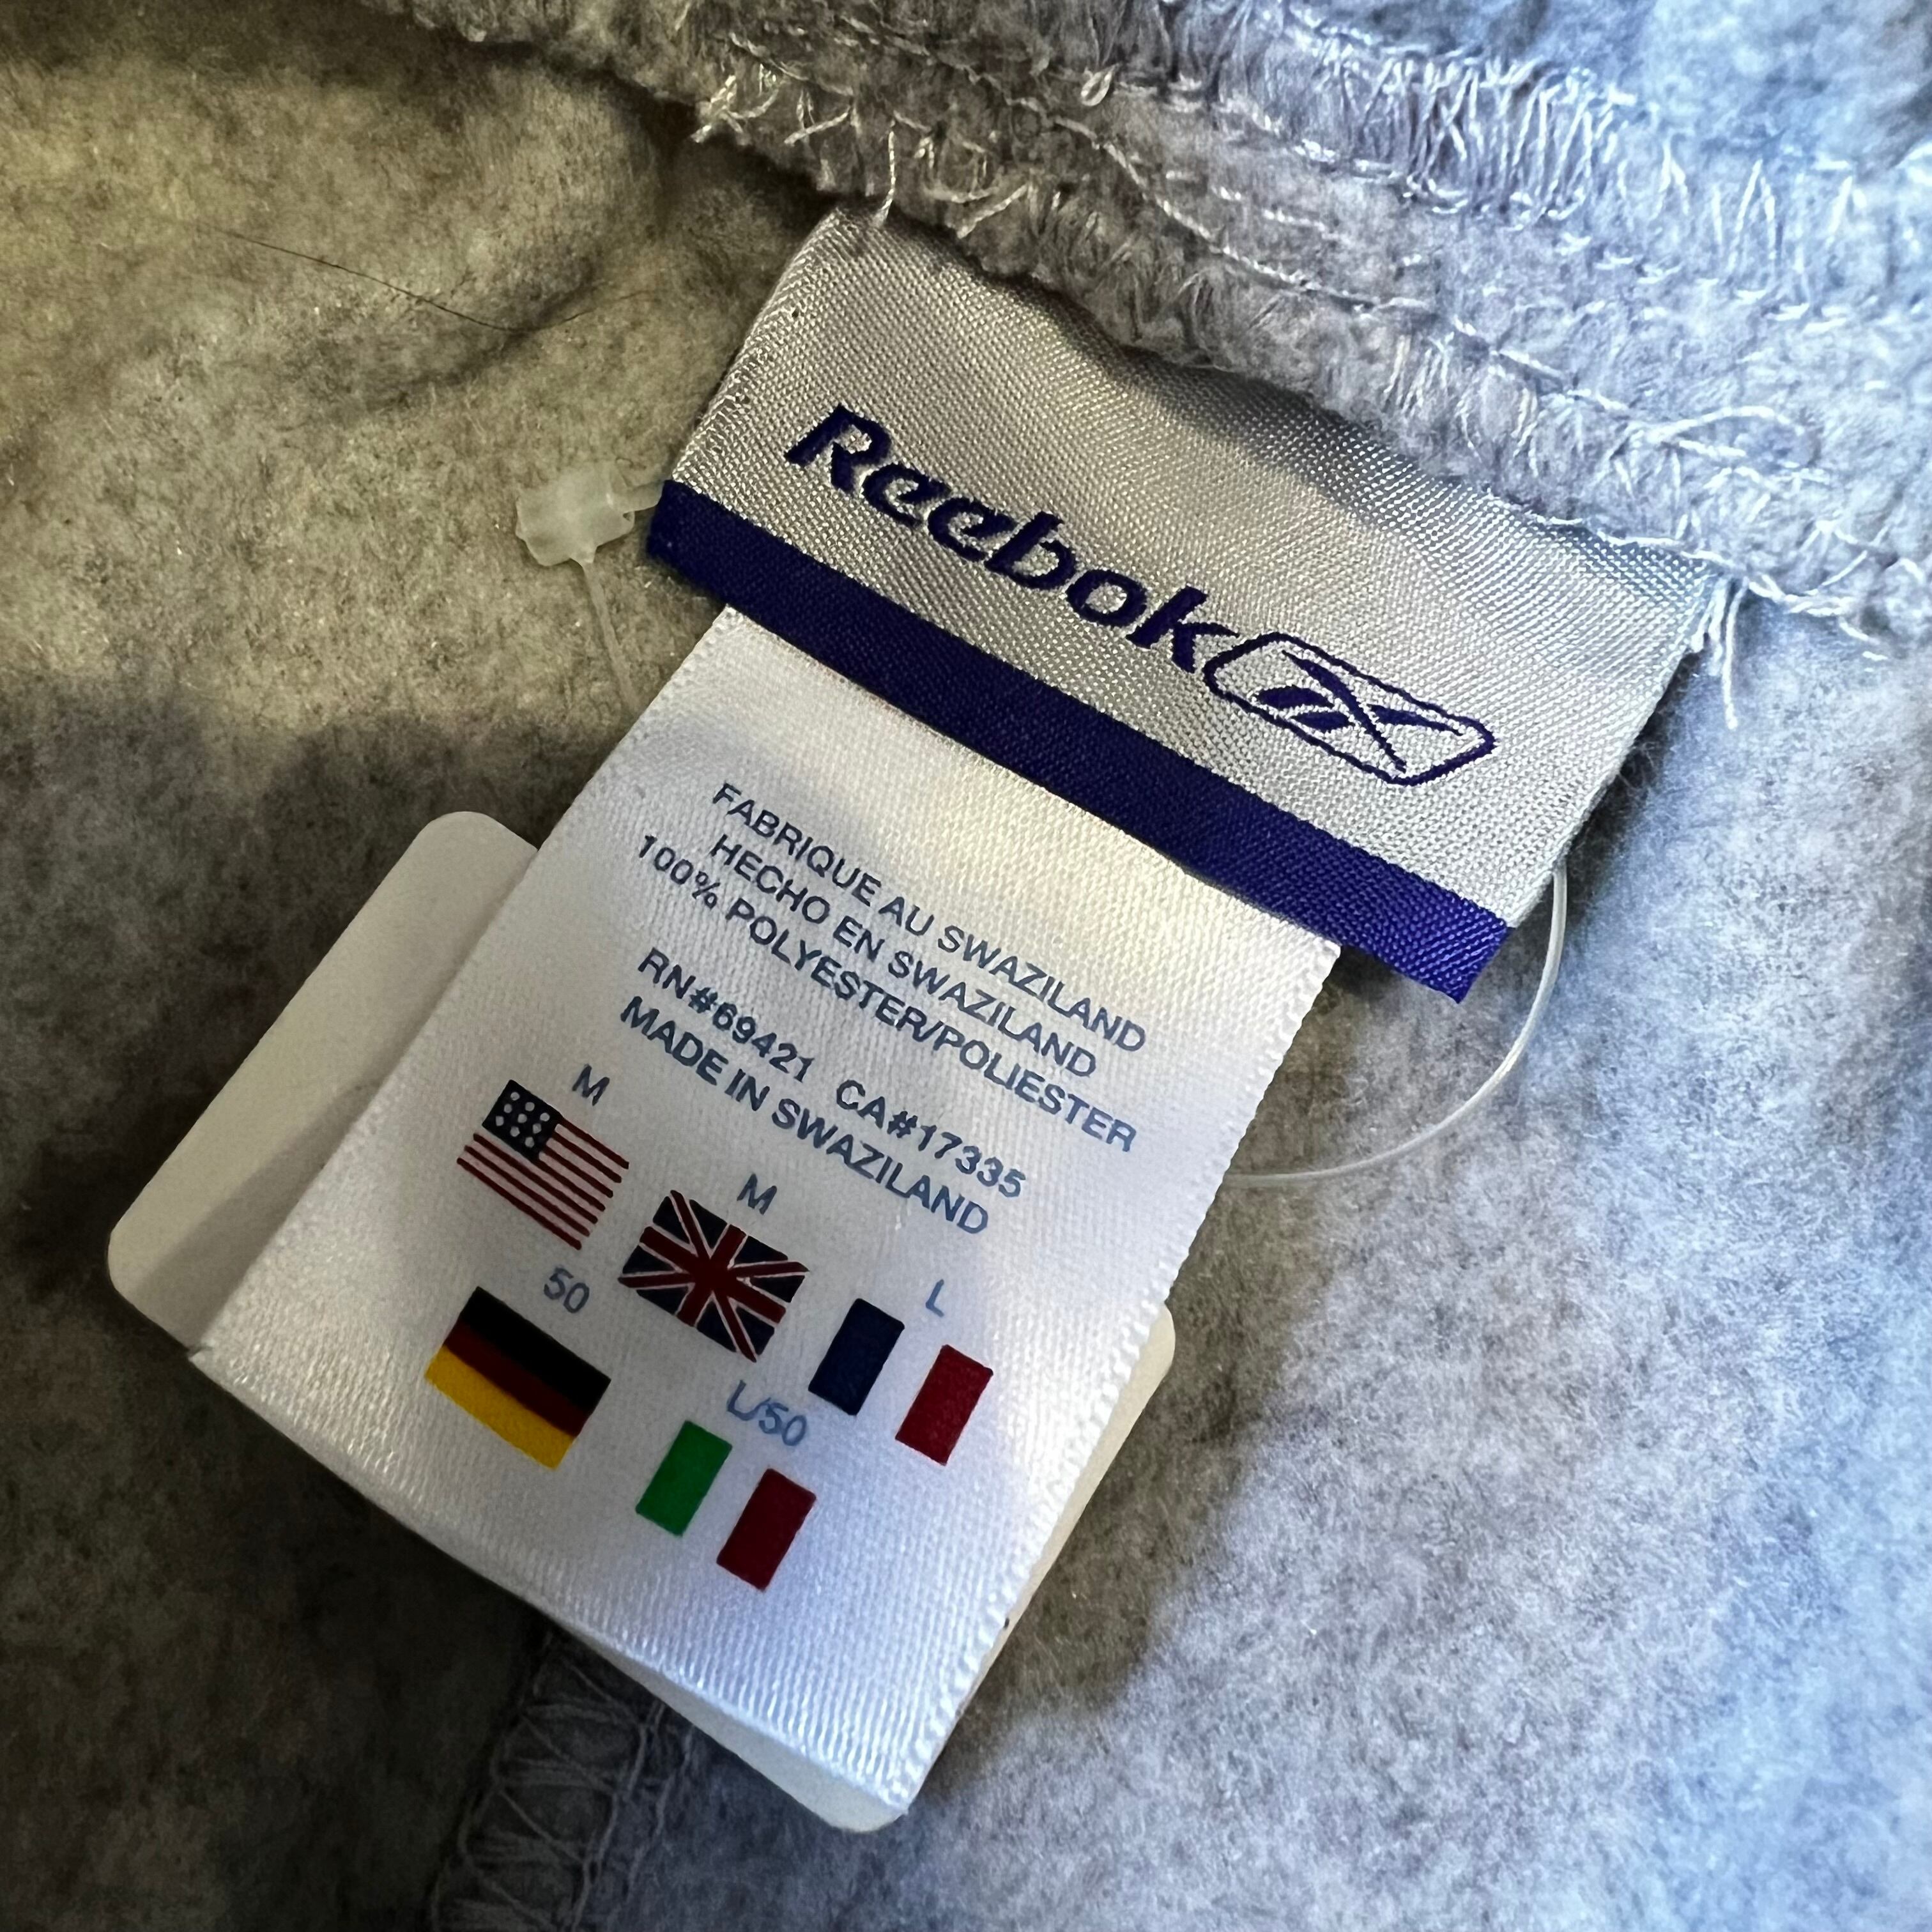 Reebok
FABRIQUE AU SWAZILAND
HECHO EN SWAZILAND
100% POLYESTER/POLIESTER
RN#69421 CA#17335
MADE IN SWAZILAND
M
M
L
50
L/50